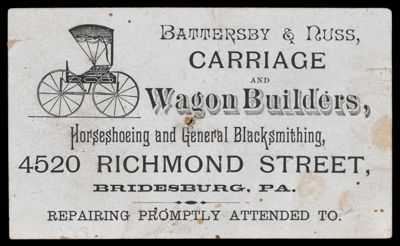 Battersby & Nuss,
CARRIAGE
AND
Wagon Builders,
Horseshoeing and General Blacksmithing,
4520 RICHMOND STREET,
BRIDESBURG, PA.
REPAIRING PROMPTLY ATTENDED TO.